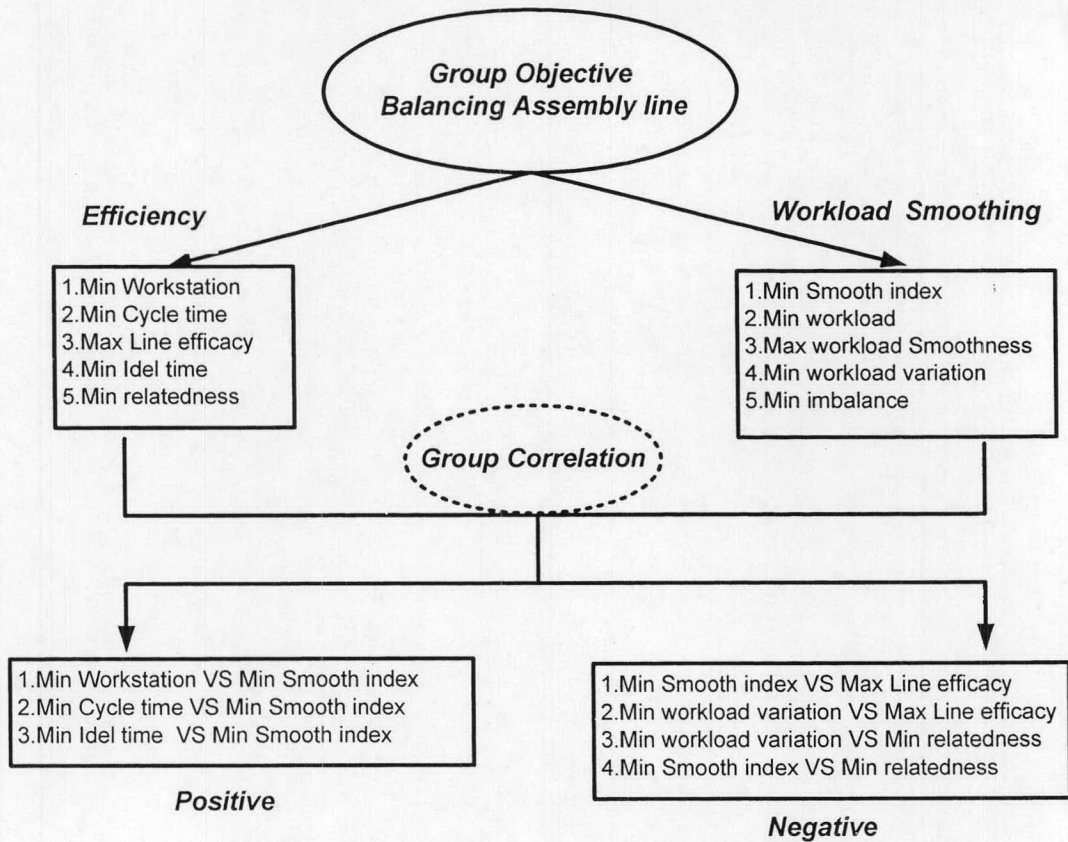 Group Objective
Balancing Assembly line
Efficiency
Workload Smoothing
1.Min Workstation
2.Min Cycle time
3.Max Line efficacy
4.Min Idel time
5.Min relatedness
1.Min Smooth index
2.Min workload
3.Max workload Smoothness
4.Min workload variation
5.Min imbalance
Group Correlation
1.Min Workstation VS Min Smooth index
2.Min Cycle time VS Min Smooth index
3.Min Idel time VS Min Smooth index
Positive
1.Min Smooth index VS Max Line efficacy
2.Min workload variation VS Max Line efficacy
3.Min workload variation VS Min relatedness
4.Min Smooth index VS Min relatedness
Negative